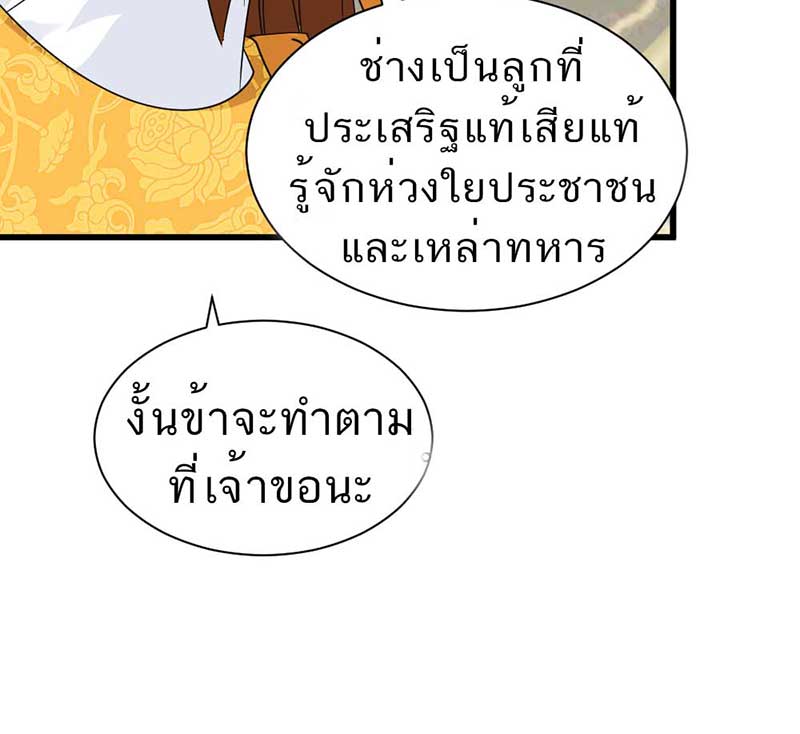 ช่างเป็นลูกที่
ประเสริฐแท้เสียแท้
รู้จักห่วงใยประชาชน
และเหล่าทหาร
งั้นข้าจะทำตาม
ที่เจ้าขอนะ